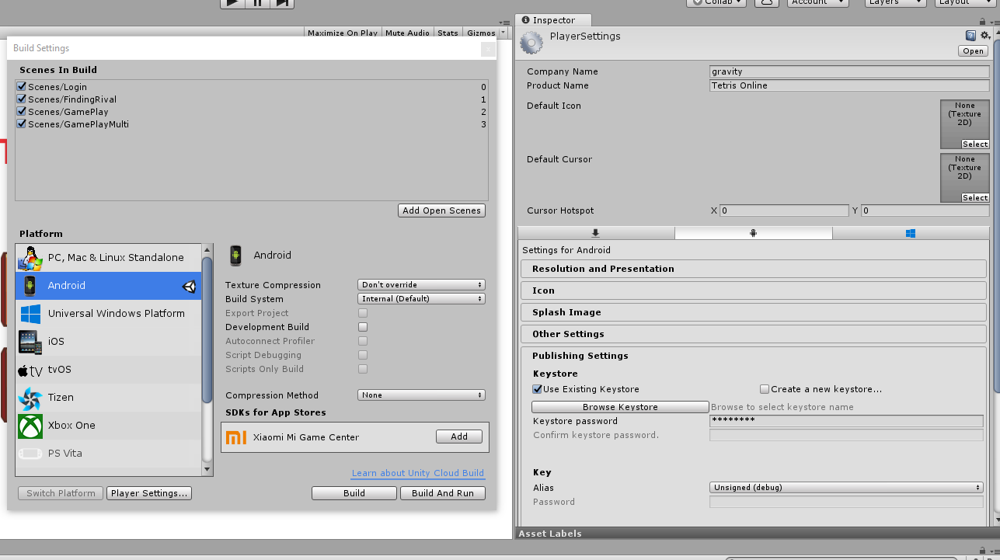 Collab
Account
Layers
Layout
Maximize On Play Mute Audio Stats Gizmos
Build Settings
Scenes In Build
Scenes/Login 0
Scenes/FindingRival 1
Scenes/GamePlay 2
Scenes/GamePlayMulti 3
Add Open Scenes
Platform
PC, Mac & Linux Standalone
Android
Universal Windows Platform
iOS
tv tvOS
Tizen
Xbox One
PS Vita
Switch Platform
Player Settings...
Android
Texture Compression Don't override
Build System Internal (Default)
Export Project
Development Build
Autoconnect Profiler
Script Debugging
Scripts Only Build
Compression Method None
SDKs for App Stores
Xiaomi Mi Game Center Add
Learn about Unity Cloud Build
Build
Build And Run
Inspector
PlayerSettings
Open
Company Name gravity
Product Name Tetris Online
Default Icon
None
(Texture
2D)
Select
Default Cursor
None
(Texture
2D)
Select
Cursor Hotspot X 0 Y 0
Settings for Android
Resolution and Presentation
Icon
Splash Image
Other Settings
Publishing Settings
Keystore
Use Existing Keystore
Create a new keystore...
Browse Keystore
Browse to select keystore name
Keystore password ********
Confirm keystore password.
Key
Alias Unsigned (debug)
Password
Asset Labels